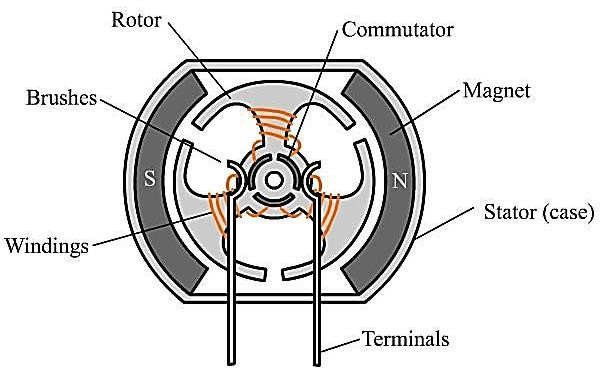 Rotor
Commutator
Brushes
Magnet
S
N
Stator (case)
Windings
Terminals